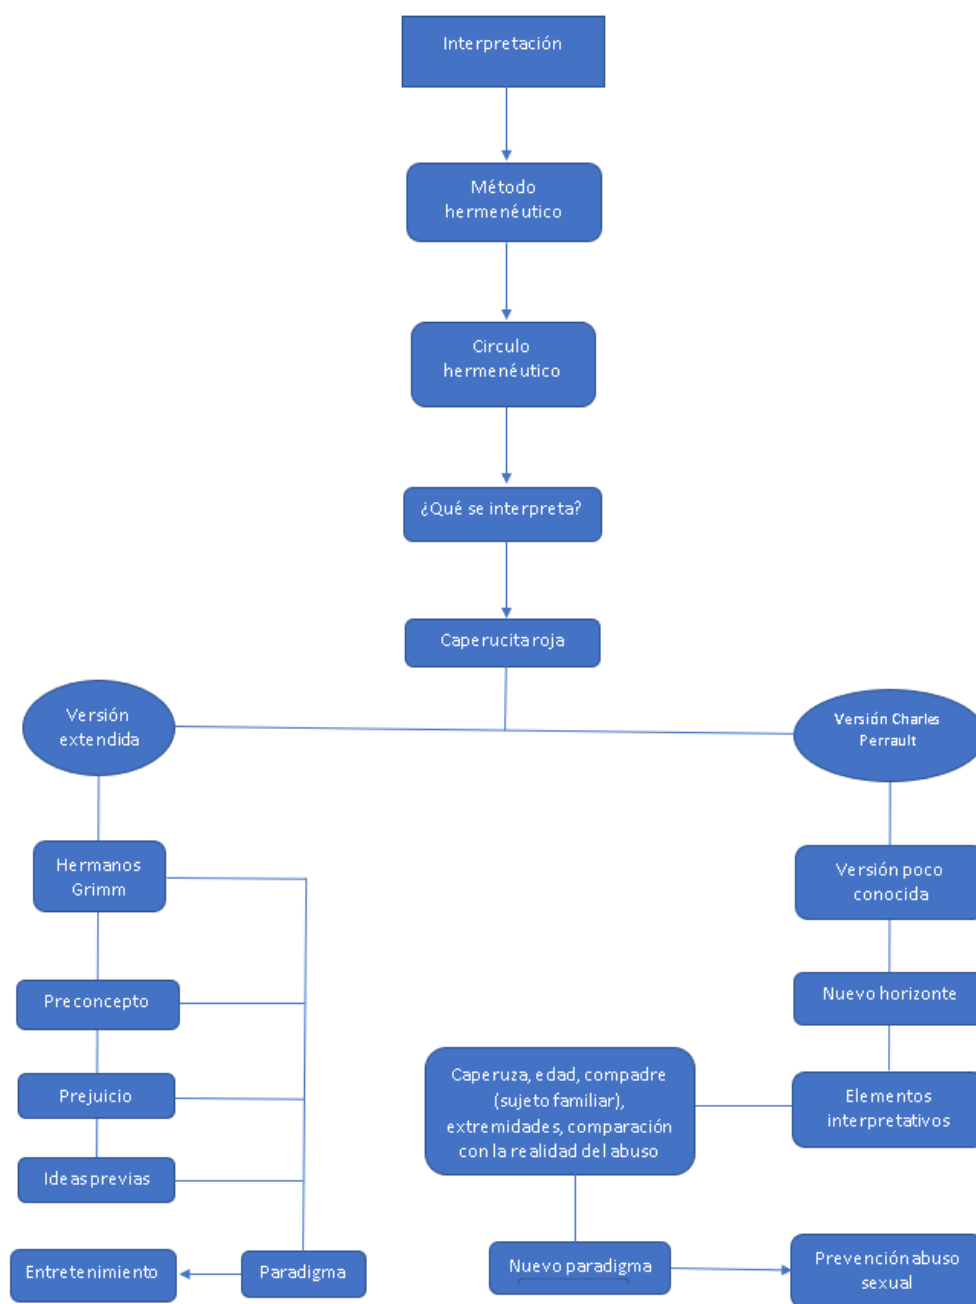 Interpretación
Método
hermenéutico
Circulo
hermenéutico
¿Qué se interpreta?
Caperucita roja
Versión
extendida
Versión Charles
Perrault
Hermanos
Grimm
Versión poco
conocida
Preconcepto
Nuevo horizonte
Caperuza, edad, compadre
(sujeto familiar),
extremidades, comparación
con la realidad del abuso
Prejuicio
Elementos
interpretativos
Ideas previas
Entretenimiento
Paradigma
Nuevo paradigma
Prevención abuso
sexual